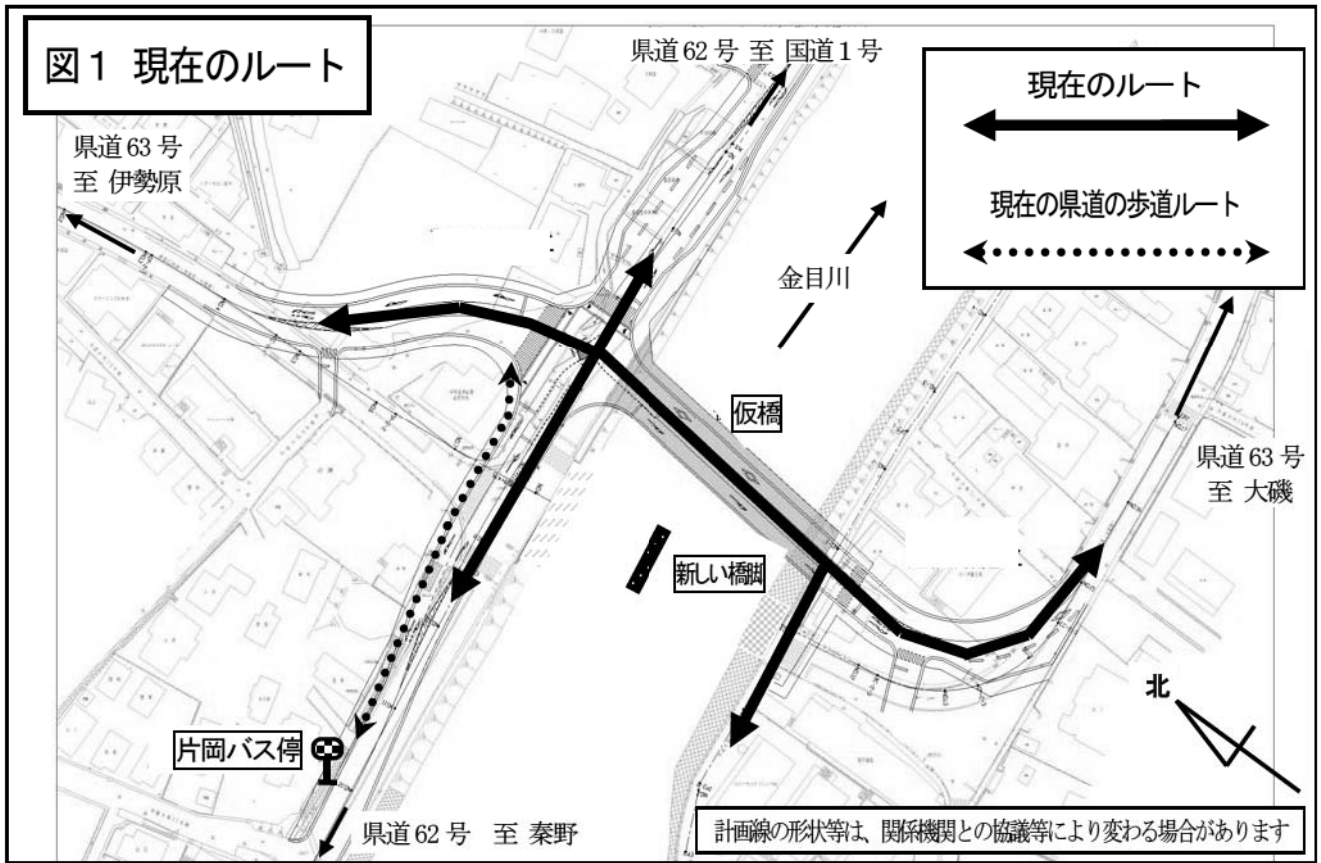 図1 現在のルート
県道62号 至 国道1号
現在のルート
現在の県道の歩道ルート
県道63号
至 伊勢原
金目川
仮橋
県道63号
至 大磯
新しい橋脚
北
片岡バス停
県道62号 至 秦野
計画線の形状等は、関係機関との協議等により変わる場合があります